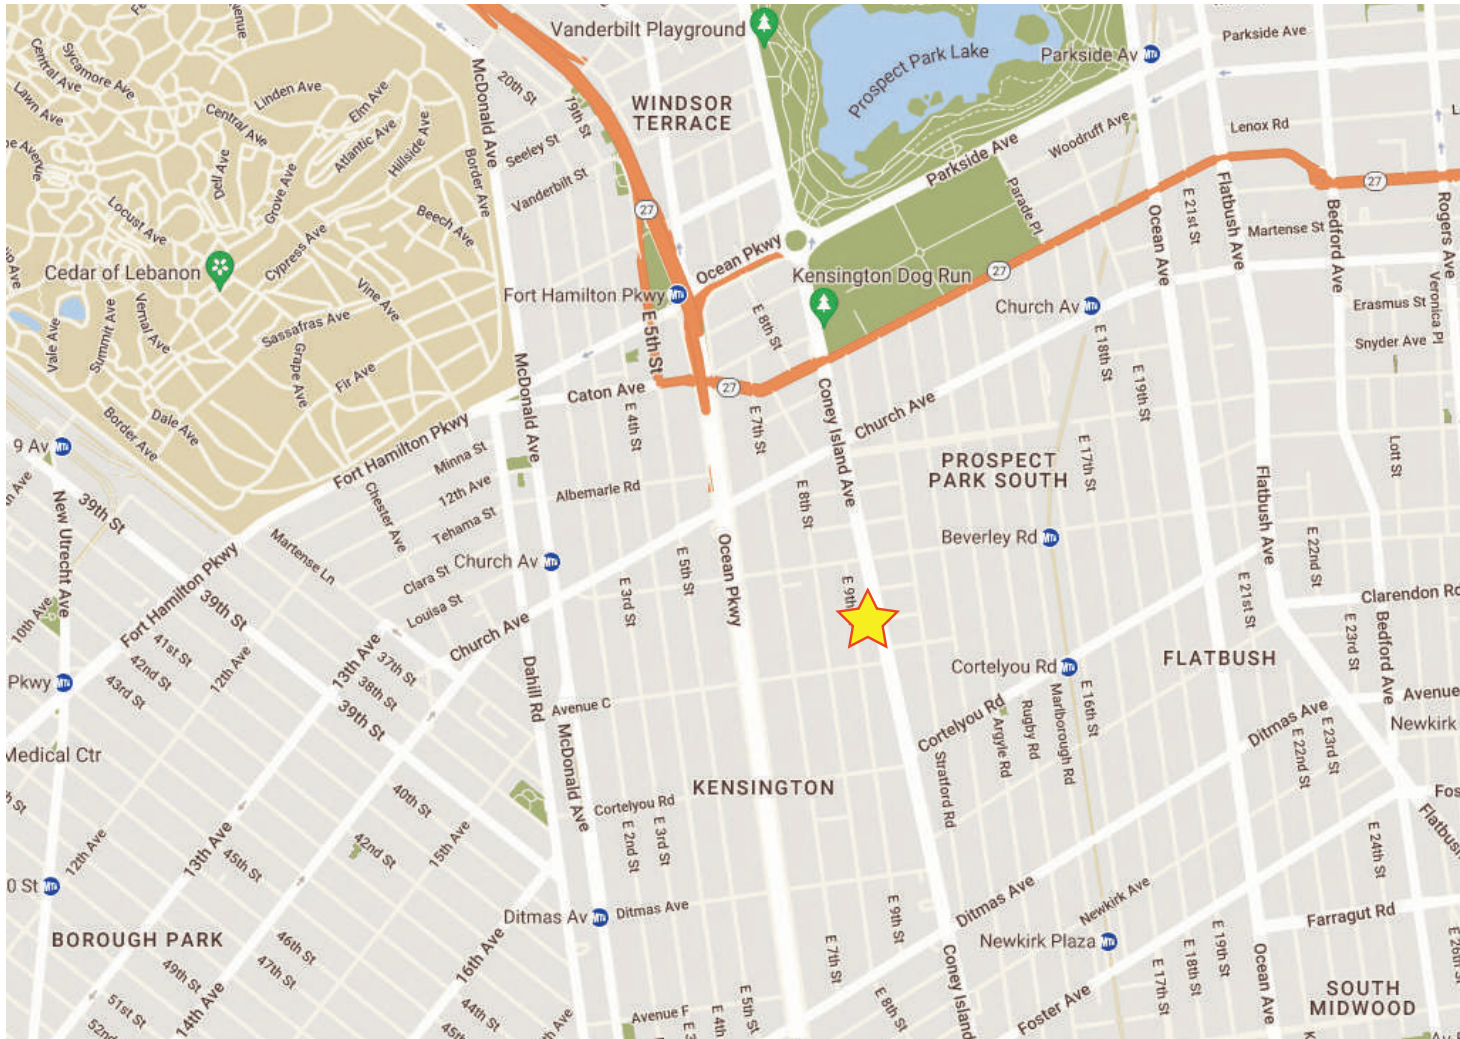 Vanderbilt Playground
Prospect Park Lake
Parkside Av
Parkside Ave
Sycamore Ave
Central Ave
Lawn Ave
Linden Ave
Elm Ave
Central Ave
Atlantic Ave
Hillside Ave
McDonald Ave
20th St
19th St
WINDSOR
TERRACE
Seeley St
Vanderbilt St
Border Ave
Beech Ave
Dell Ave
Grove Ave
Locust Ave
Cypress Ave
Cedar of Lebanon
Vine Ave
Sassafras Ave
Vernal Ave
Summit Ave
Vale Ave
Grape Ave
Fir Ave
Dale Ave
Border Ave
Parkside Ave
Woodruff Ave
Lenox Rd
27
27
27
27
Parade Pl
E 21st St
Flatbush Ave
Ocean Ave
Bedford Ave
Rogers Ave
Martense St
Veronica Pl
Erasmus St
Snyder Ave
Ocean Pkwy
Kensington Dog Run
Fort Hamilton Pkwy
E 5th St
E 8th St
Church Av
E 18th St
E 19th St
McDonald Ave
Caton Ave
E 4th St
E 7th St
Coney Island Ave
Church Ave
Fort Hamilton Pkwy
9 Av
New Utrecht Ave
39th St
Minna St
12th Ave
Chester Ave
Tehama St
Albemarle Rd
E 8th St
PROSPECT
PARK SOUTH
E 17th St
Lott St
Flatbush Ave
Martense Ln
Clara St
Church Av
Louisa St
E 3rd St
E 5th St
Ocean Pkwy
E 9th
Beverley Rd
E 22nd St
E 21st St
Clarendon Rd
E 23rd St
Bedford Ave
Fort Hamilton Pkwy
10th Ave
39th St
41st St
42nd St
43rd St
12th Ave
13th Ave
37th St
38th St
39th St
Church Ave
Dahill Rd
Avenue C
McDonald Ave
Pkwy
Medical Ctr
Cortelyou Rd
FLATBUSH
Cortelyou Rd
Argyle Rd
Rugby Rd
Marlborough Rd
E 16th St
Stratford Rd
Ditmas Ave
E 22nd St
E 23rd St
Avenue
Newkirk
KENSINGTON
Cortelyou Rd
E 2nd St
E 3rd St
40th St
42nd St
15th Ave
13th Ave
45th St
12th Ave
0 St
BOROUGH PARK
46th St
47th St
49th St
51st St
52nd
14th Ave
16th Ave
44th St
45th
Ditmas Av
Ditmas Ave
Avenue F
E 4th
E 5th St
E 7th St
E 8th St
E 9th St
Coney Island
Ditmas Ave
Newkirk Ave
Newkirk Plaza
Foster Ave
E 17th St
E 18th St
E 19th St
Ocean Ave
E 24th St
Flatbush
Farragut Rd
E 26th St
SOUTH
MIDWOOD